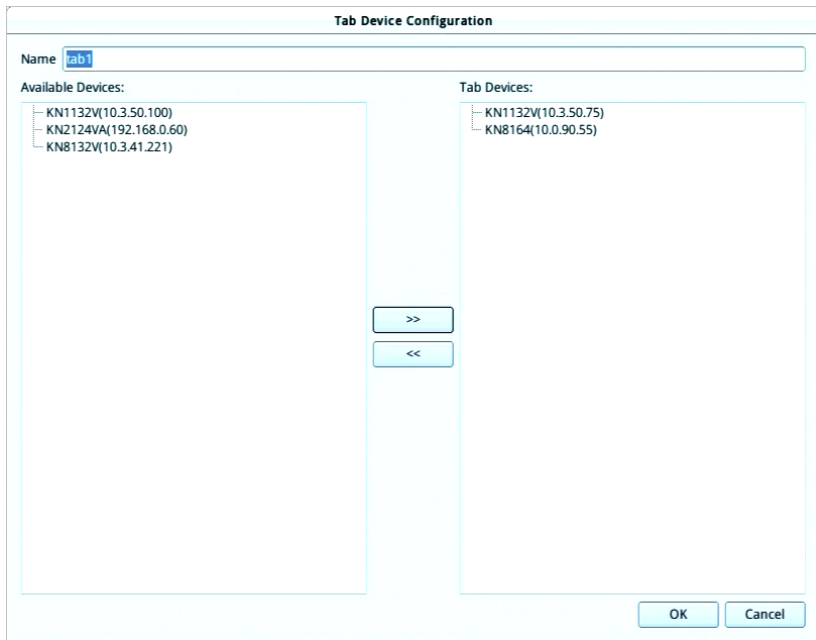 Tab Device Configuration
Name tab1
Available Devices:
KN1132V(10.3.50.100)
KN2124VA(192.168.0.60)
KN8132V(10.3.41.221)
>>
<<
Tab Devices:
KN1132V(10.3.50.75)
KN8164(10.0.90.55)
OK
Cancel